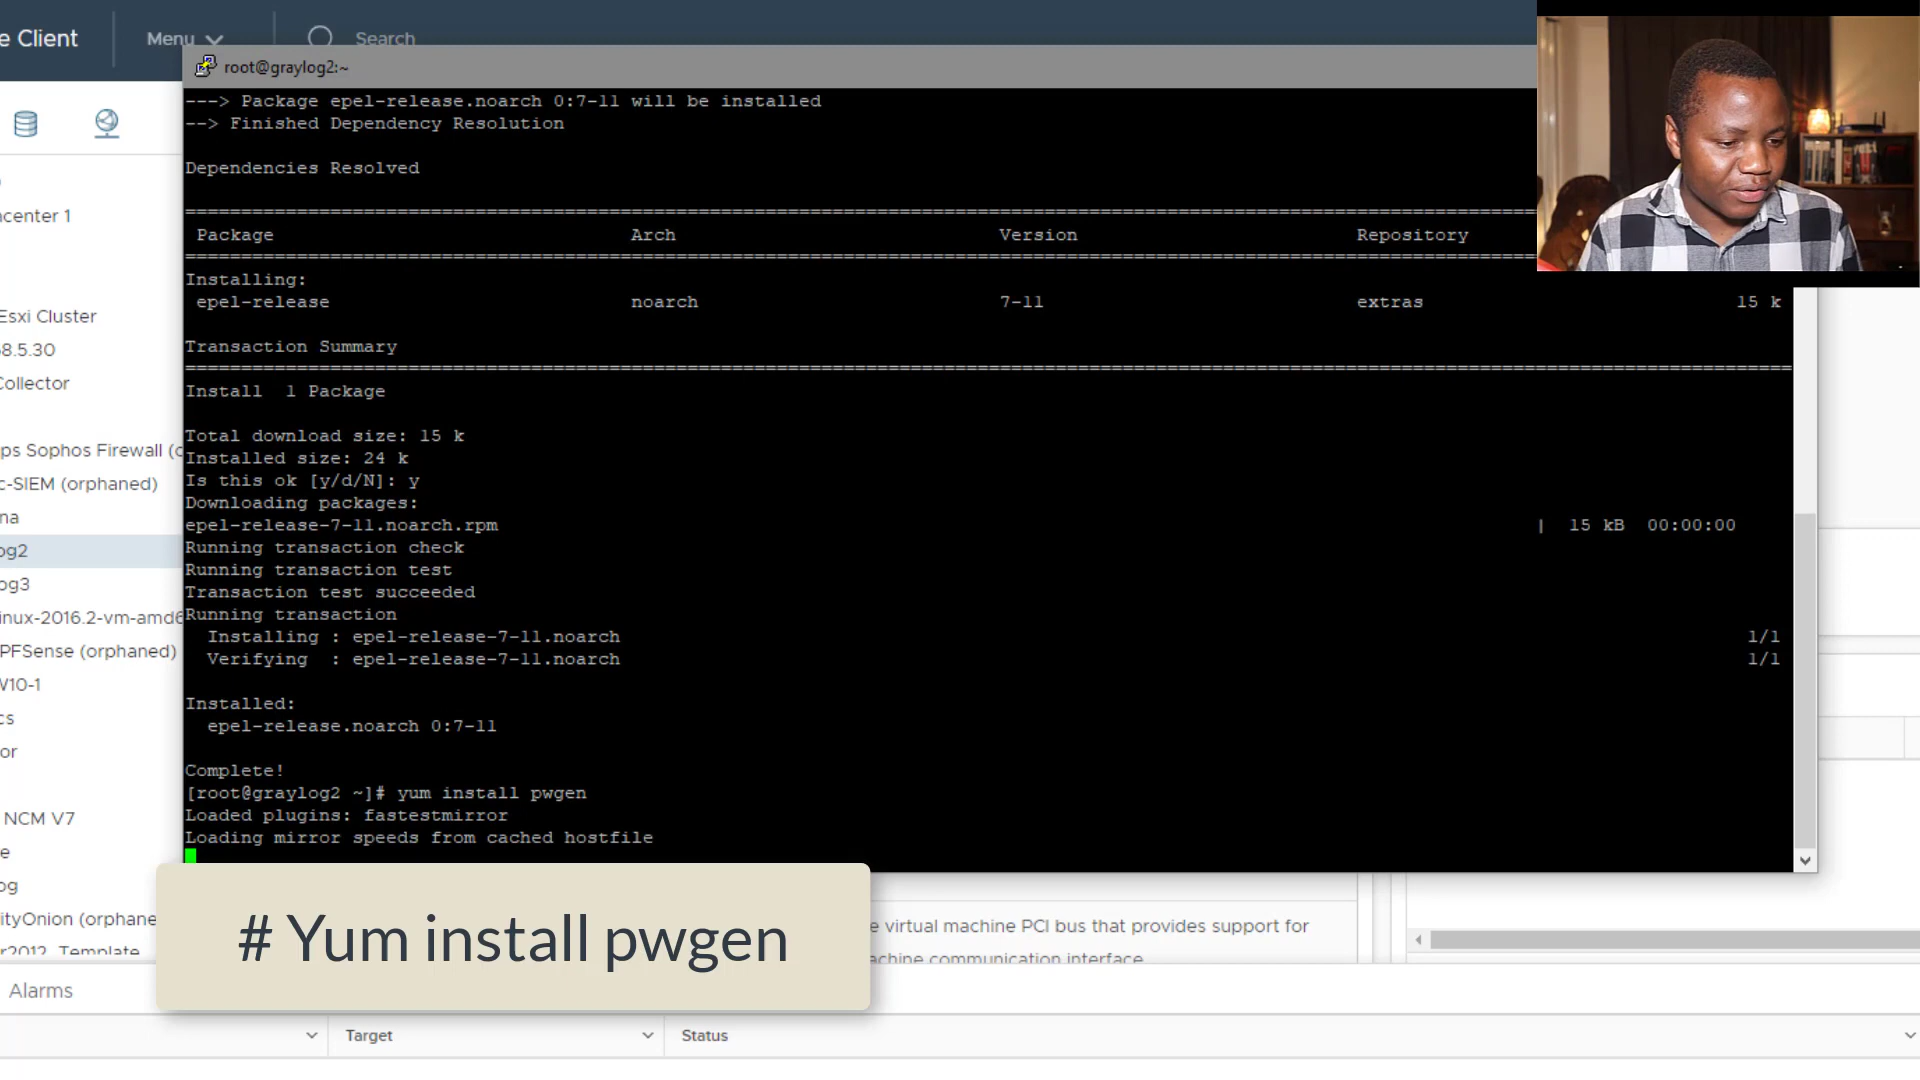 e Client
Menu
Search
root@graylog2:~
---> Package epel-release.noarch 0:7-11 will be installed
--> Finished Dependency Resolution
Dependencies Resolved
================================================================================
Package Arch Version Repository
================================================================================
Installing:
epel-release noarch 7-11 extras 15 k
Transaction Summary
================================================================================
Install 1 Package
Total download size: 15 k
Installed size: 24 k
Is this ok [y/d/N]: y
Downloading packages:
epel-release-7-11.noarch.rpm | 15 kB 00:00:00
Running transaction check
Running transaction test
Transaction test succeeded
Running transaction
Installing : epel-release-7-11.noarch 1/1
Verifying : epel-release-7-11.noarch 1/1
Installed:
epel-release.noarch 0:7-11
Complete!
[root@graylog2 ~]# yum install pwgen
Loaded plugins: fastestmirror
Loading mirror speeds from cached hostfile
# Yum install pwgen
ncenter 1
Esxi Cluster
8.5.30
Collector
ps Sophos Firewall (
c-SIEM (orphaned)
na
og2
og3
inux-2016.2-vm-amd6
PFSense (orphaned)
W10-1
cs
or
NCM V7
e
og
ityOnion (orphane
r2012_Template
e virtual machine PCI bus that provides support for
achine communication interface
Alarms
Target
Status